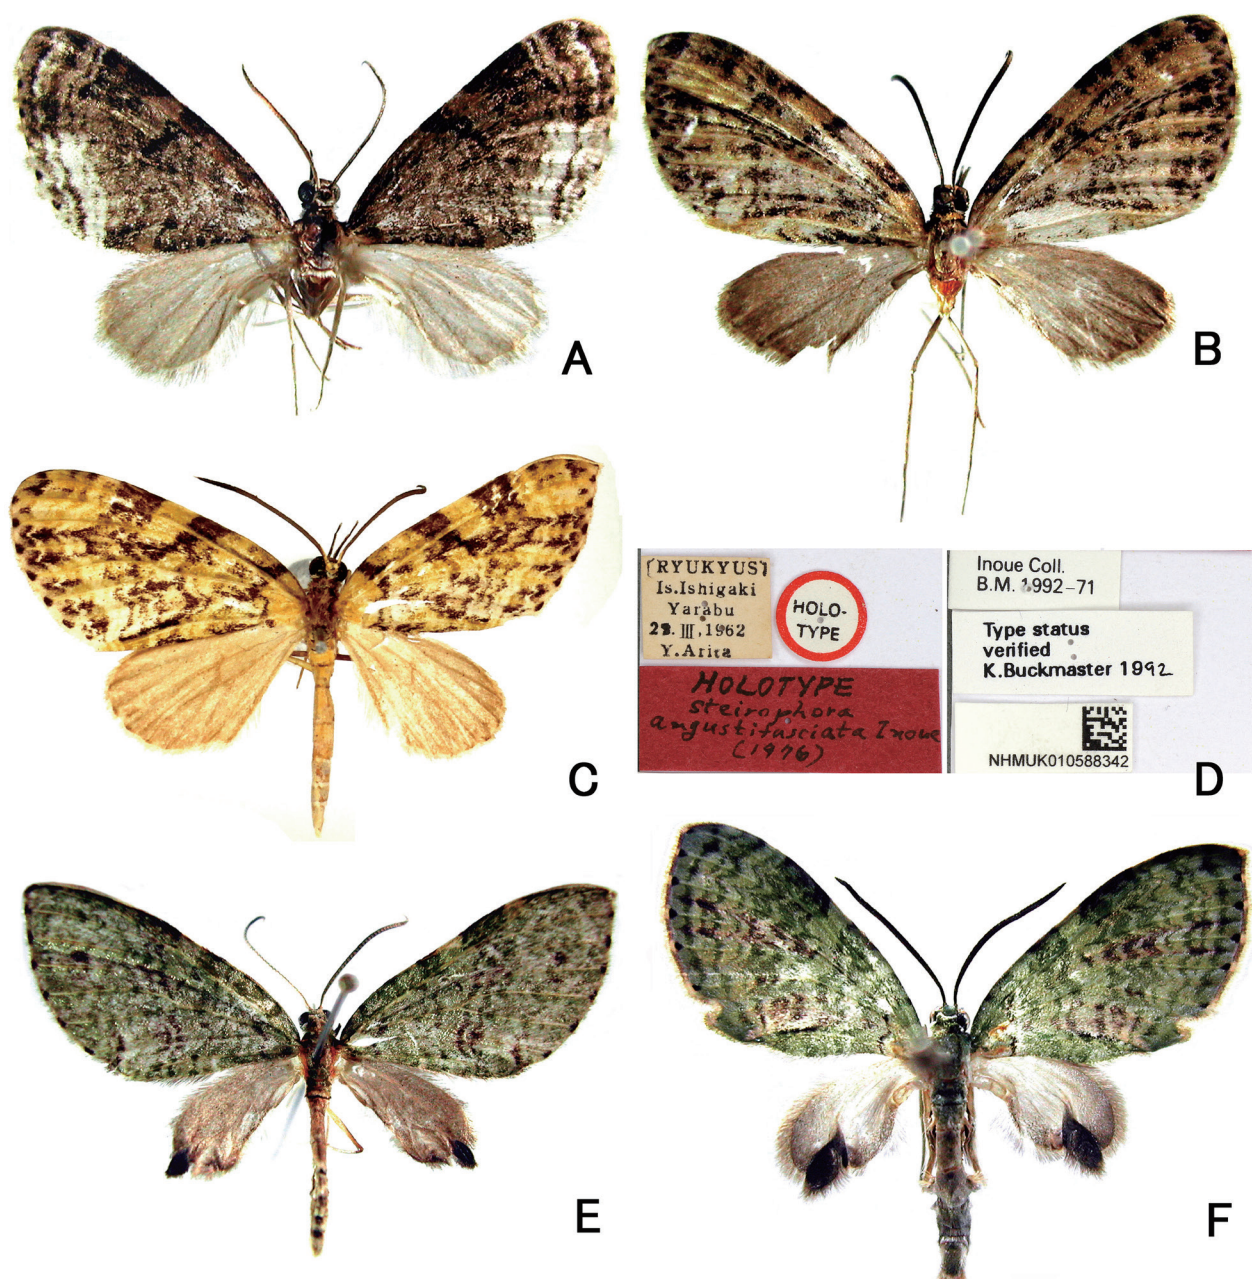 A
B
C
[RYUKYUS]
Is.Ishigaki
Yarabu
28. III, 1962
Y.Arita
HOLO-
TYPE
HOLOTYPE
steirophora
angustifasciata Inoue
(1976)
Inoue Coll.
B.M. 1992-71
Type status
verified
K.Buckmaster 1992
NHMUK010588342
D
E
F